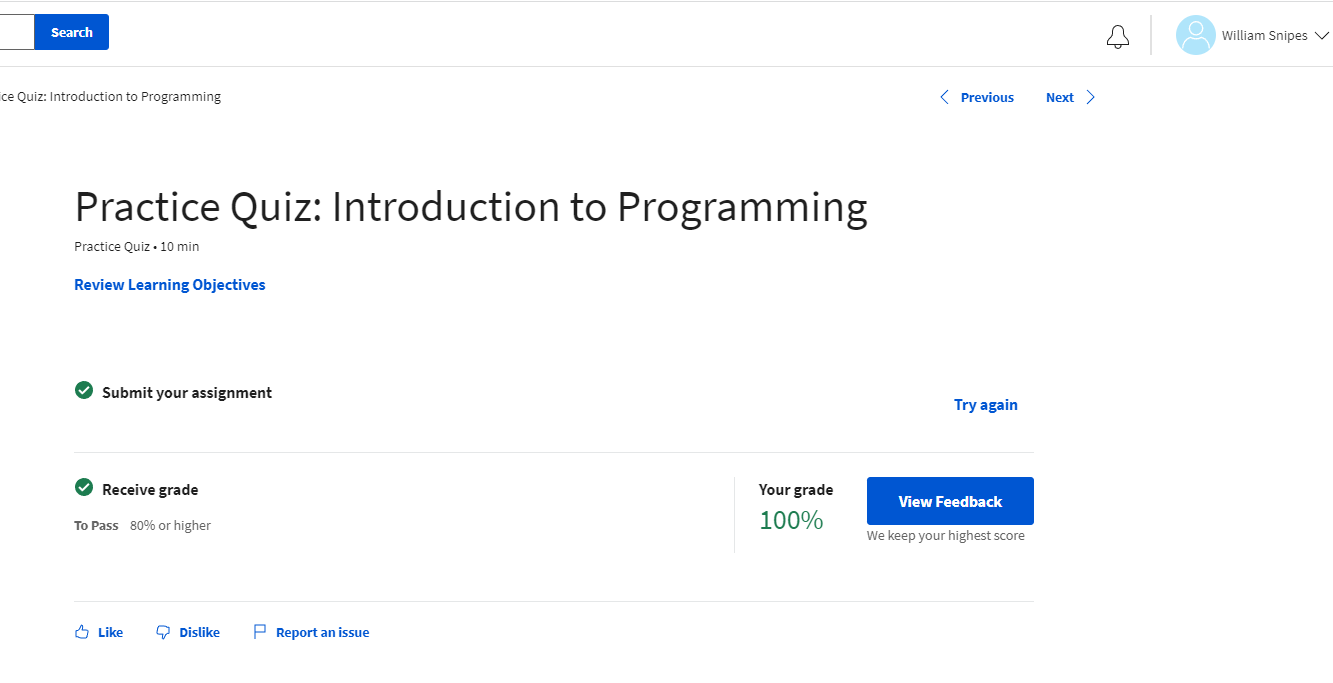 Search
William Snipes
ce Quiz: Introduction to Programming
Previous
Next
Practice Quiz: Introduction to Programming
Practice Quiz • 10 min
Review Learning Objectives
Submit your assignment
Try again
Receive grade
To Pass 80% or higher
Your grade
100%
View Feedback
We keep your highest score
Like
Dislike
Report an issue